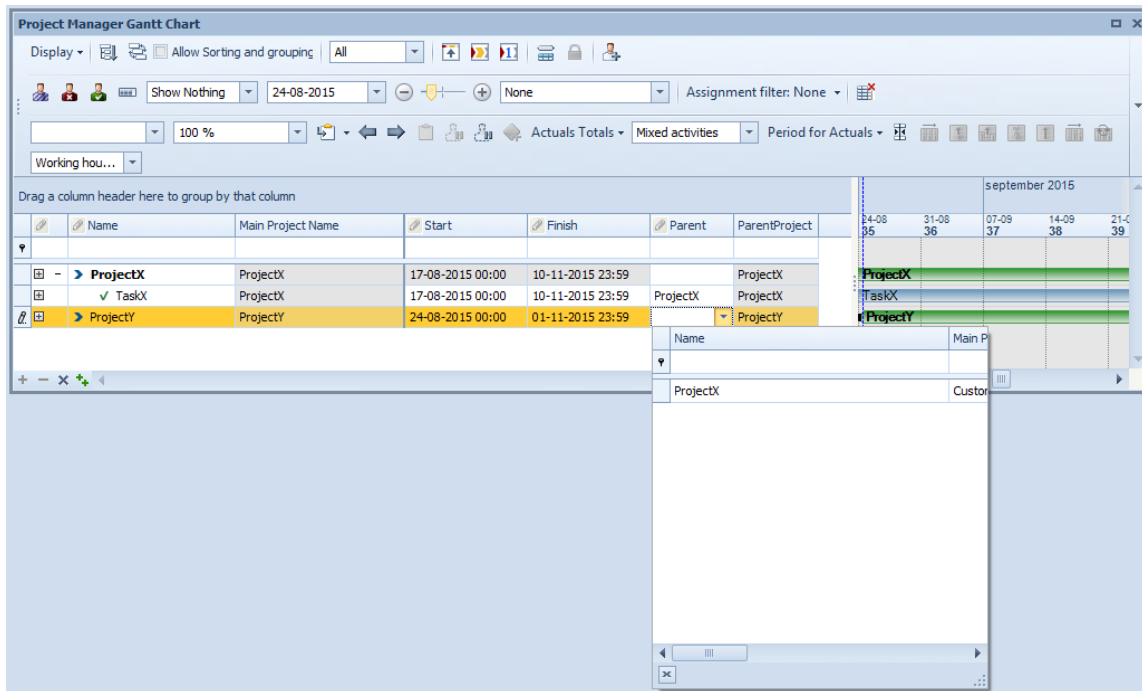 Project Manager Gantt Chart
Display Allow Sorting and grouping All
Show Nothing 24-08-2015 None Assignment filter: None
100 % Actuals Totals Mixed activities Period for Actuals
Working hou...
Drag a column header here to group by that column
september 2015
Name Main Project Name Start Finish Parent ParentProject 24-08 31-08 07-09 14-09
35 36 37 38 39
ProjectX ProjectX 17-08-2015 00:00 10-11-2015 23:59 ProjectX ProjectX
TaskX ProjectX 17-08-2015 00:00 10-11-2015 23:59 ProjectX ProjectX TaskX
ProjectY ProjectY 24-08-2015 00:00 01-11-2015 23:59 ProjectY ProjectY
Name Main P
ProjectX Custor